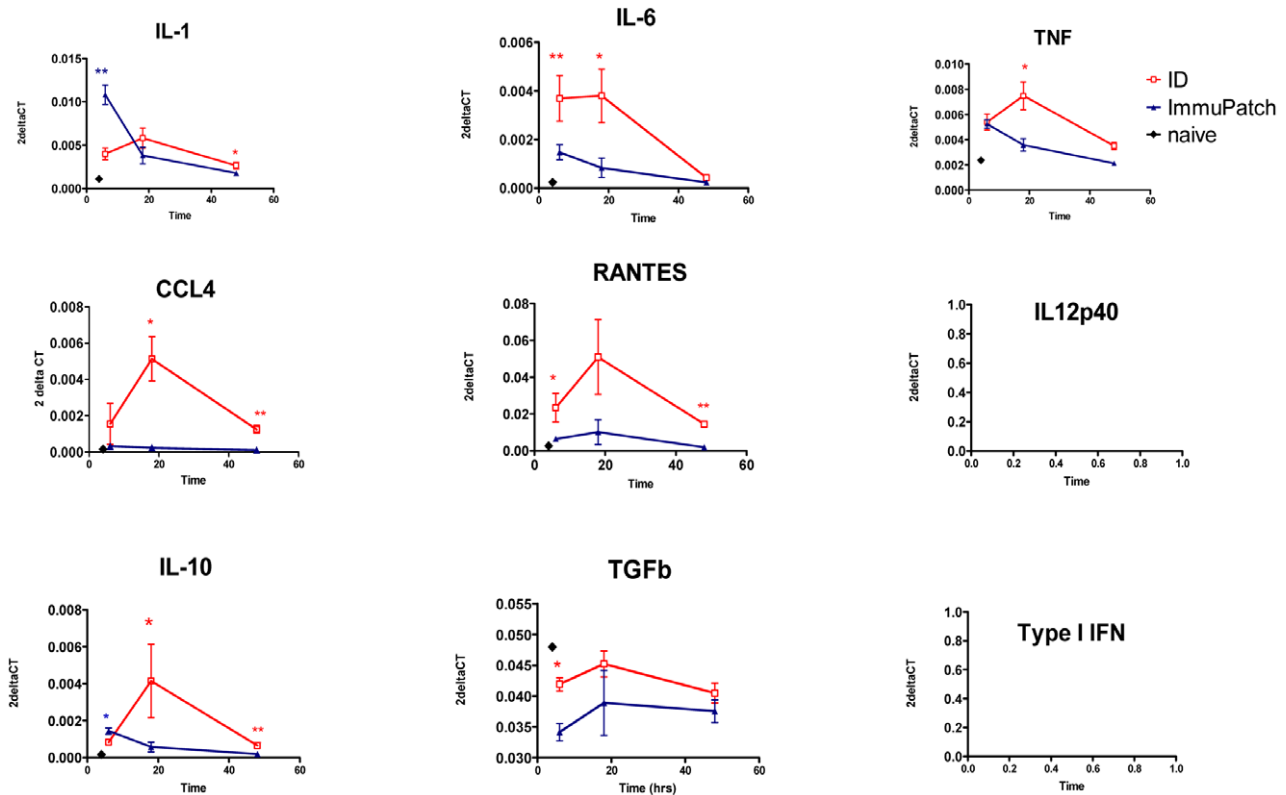 IL-1
0.015
0.010
0.005
0.000
2deltaCT
**
*
0 20 40 60
Time
IL-6
0.006
0.004
0.002
0.000
2deltaCT
**
*
0 20 40 60
Time
TNF
0.010
0.008
0.006
0.004
0.002
0.000
2deltaCT
*
0 20 40 60
Time
ID
ImmuPatch
naive
CCL4
0.008
0.006
0.004
0.002
0.000
2 delta CT
*
**
0 20 40 60
Time
RANTES
0.08
0.06
0.04
0.02
0.00
2deltaCT
*
**
0 20 40 60
Time
IL12p40
1.0
0.8
0.6
0.4
0.2
0.0
2deltaCT
0.0 0.2 0.4 0.6 0.8 1.0
Time
IL-10
0.008
0.006
0.004
0.002
0.000
2deltaCT
*
*
**
0 20 40 60
Time
TGFb
0.055
0.050
0.045
0.040
0.035
0.030
2deltaCT
*
0 20 40 60
Time (hrs)
Type I IFN
1.0
0.8
0.6
0.4
0.2
0.0
2deltaCT
0.0 0.2 0.4 0.6 0.8 1.0
Time